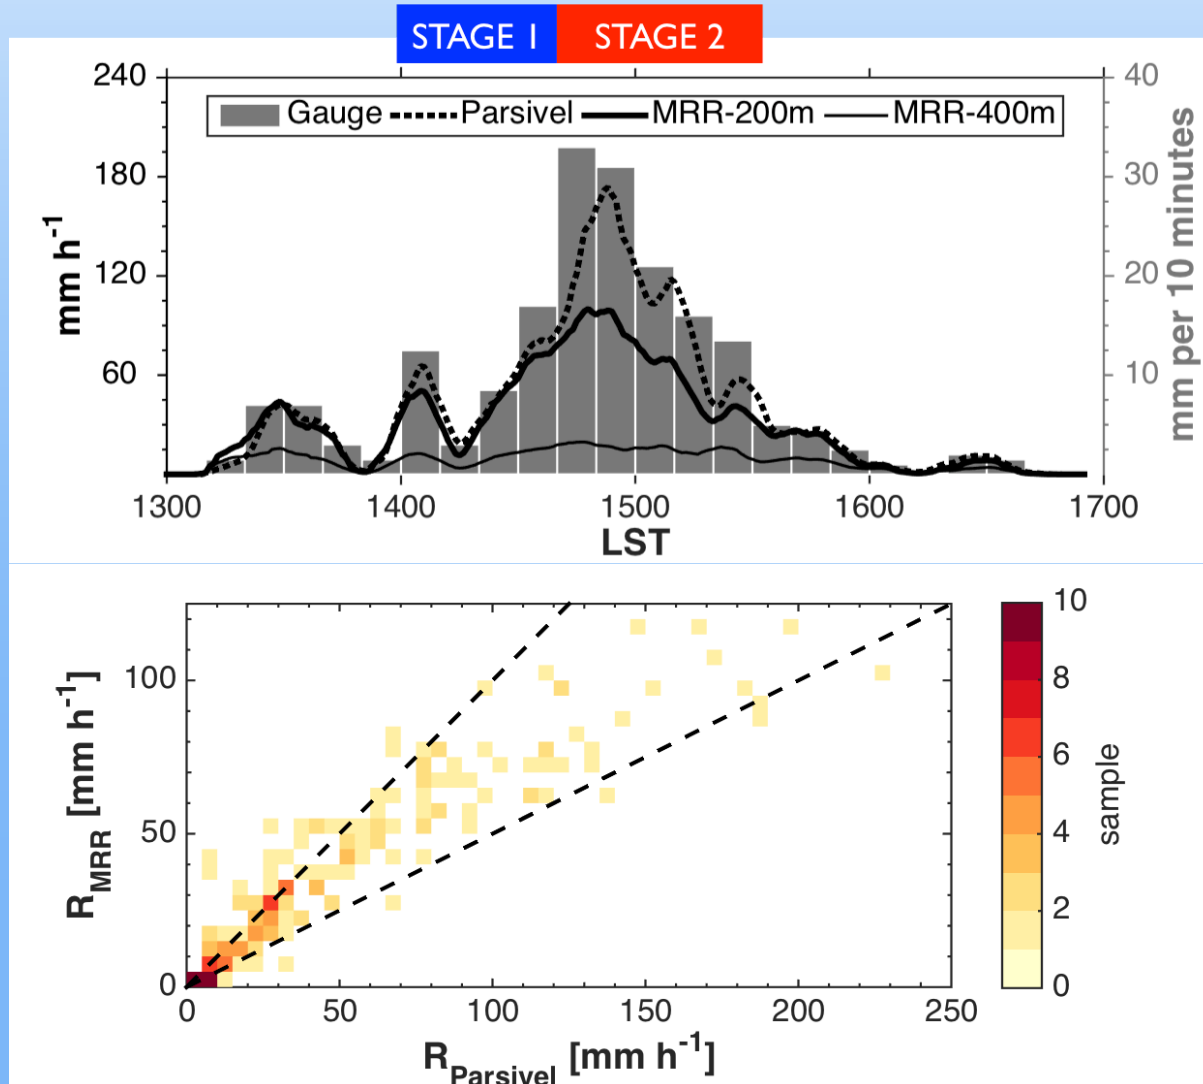 STAGE 1 STAGE 2
240 40
Gauge Parsivel MRR-200m MRR-400m
180 30
120 20
60 10
mm h-1
mm per 10 minutes
1300 1400 1500 1600 1700
LST
10
100 8
6
50 4
2
0 0
RMRR [mm h-1]
sample
0 50 100 150 200 250
RParsivel [mm h-1]